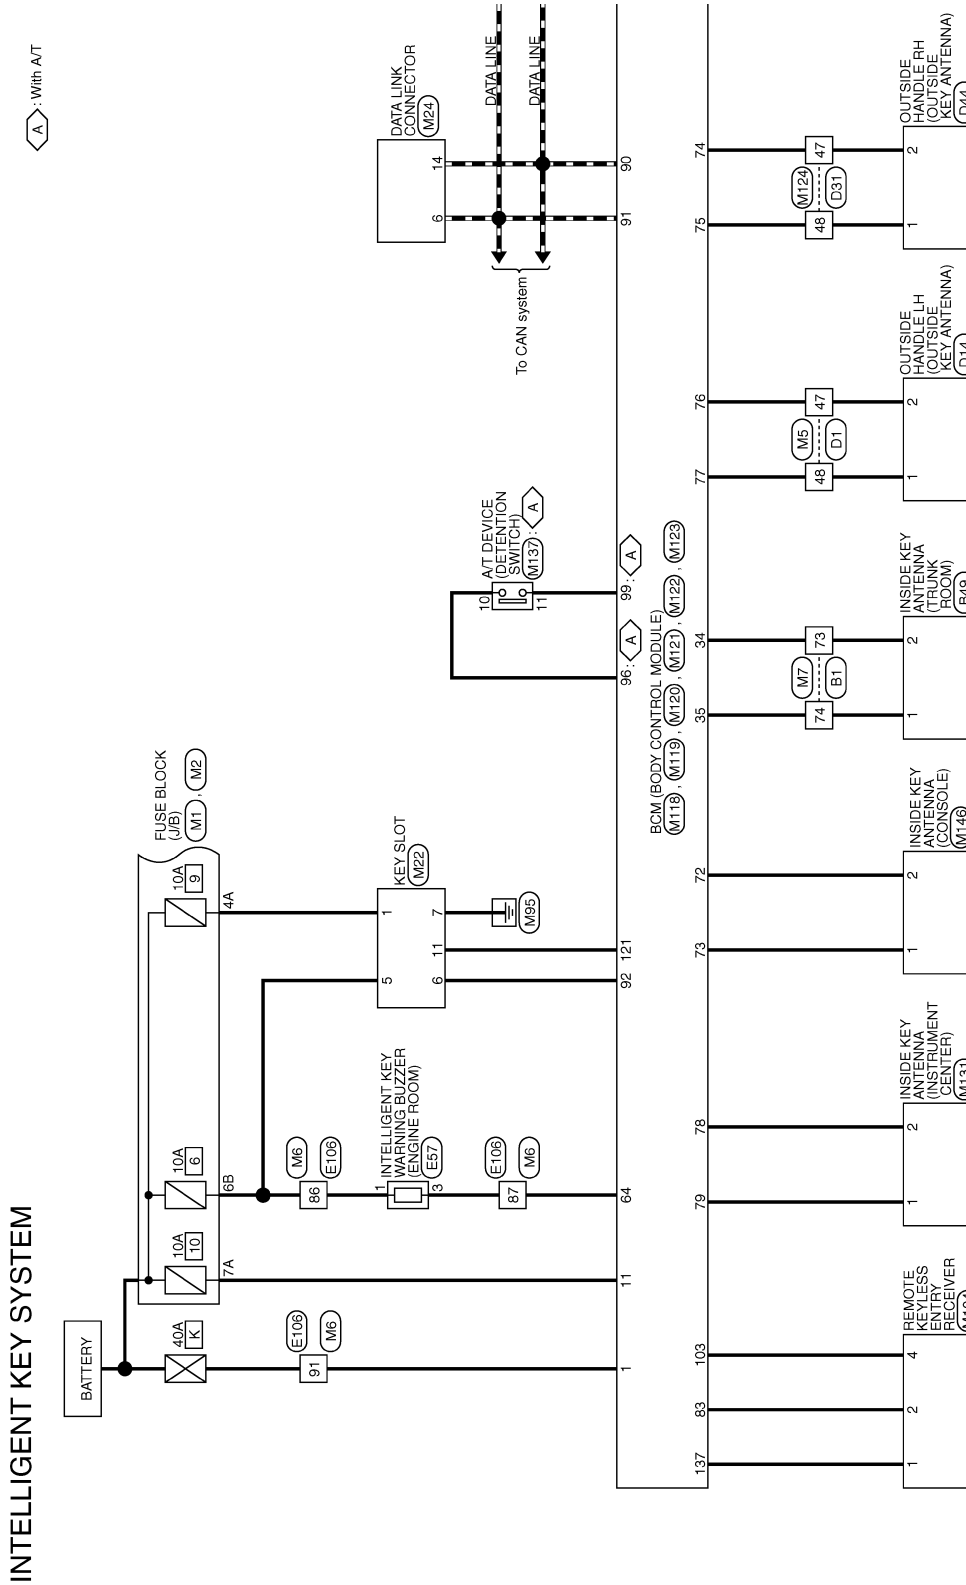 INTELLIGENT KEY SYSTEM
A
: With A/T
BATTERY
40A
K
10A
10
10A
6
10A
9
FUSE BLOCK
(J/B)
M1
,
M2
7A
6B
4A
E106
M6
91
M6
E106
86
1
INTELLIGENT KEY
WARNING BUZZER
(ENGINE ROOM)
E57
3
E106
M6
87
KEY SLOT
M22
5
1
6
11
7
M95
A/T DEVICE
(DETENTION
SWITCH)
M137
:
A
10
11
DATA LINK
CONNECTOR
M24
6
14
DATA LINE
DATA LINE
To CAN system
1
11
64
92
121
96 :
A
99 :
A
91
90
BCM (BODY CONTROL MODULE)
M118
,
M119
,
M120
,
M121
,
M122
,
M123
137
83
103
79
78
73
72
35
34
77
76
75
74
M7
B1
74
73
M5
D1
48
47
M124
D31
48
47
1
2
4
REMOTE
KEYLESS
ENTRY
RECEIVER
1
2
INSIDE KEY
ANTENNA
(INSTRUMENT
CENTER)
M131
1
2
INSIDE KEY
ANTENNA
(CONSOLE)
M146
1
2
INSIDE KEY
ANTENNA
(TRUNK
ROOM)
B49
1
2
OUTSIDE
HANDLE LH
(OUTSIDE
KEY ANTENNA)
D14
1
2
OUTSIDE
HANDLE RH
(OUTSIDE
KEY ANTENNA)